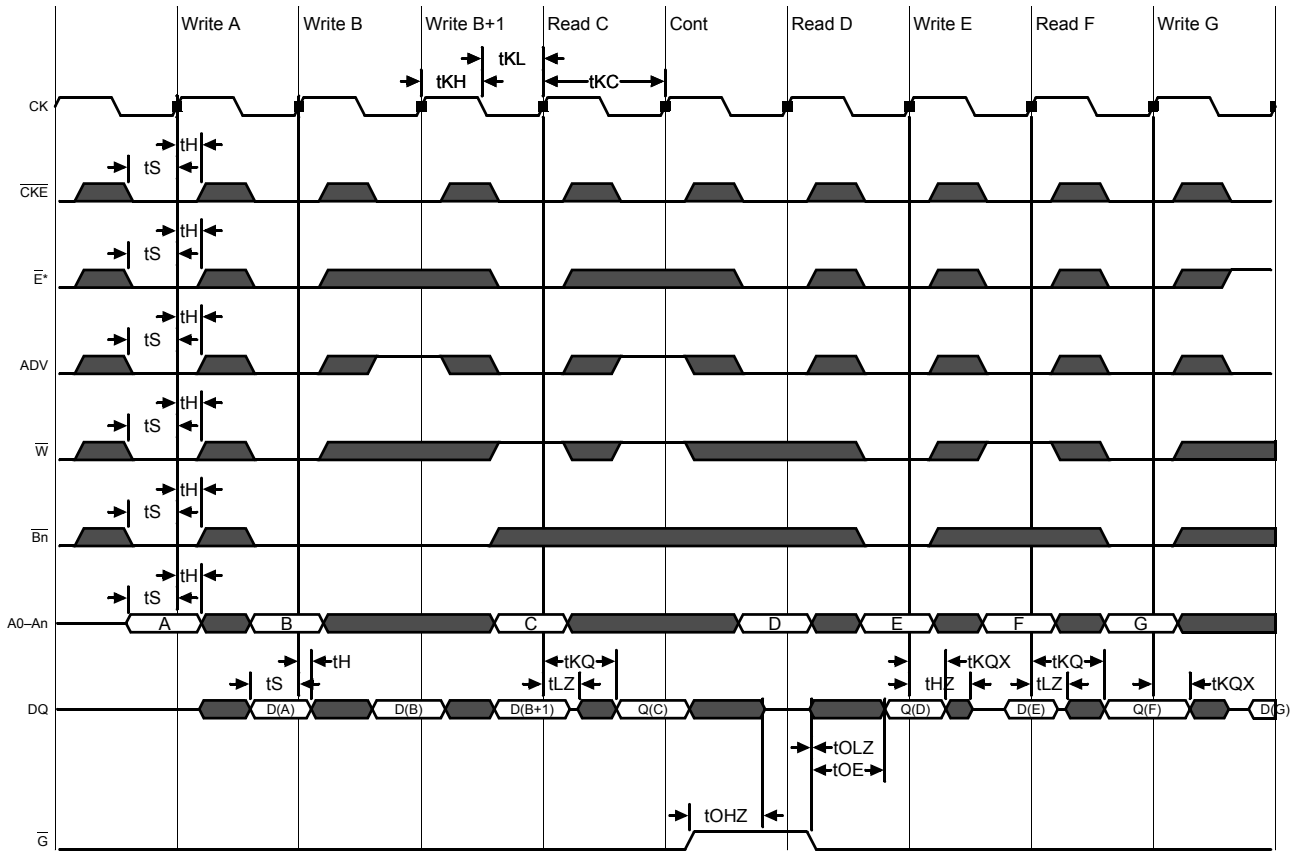 Write A Write B Write B+1 Read C Cont Read D Write E Read F Write G
tKL
tKH tKC
CK
tH
tS
CKE
tH
tS
E*
tH
tS
ADV
tH
tS
W
tH
tS
Bn
tH
tS
A0–An A B C D E F G
tH tKQ tKQX tKQ
tS tLZ tHZ tLZ tKQX
DQ D(A) D(B) D(B+1) Q(C) Q(D) D(E) Q(F) D(G)
tOLZ
tOE
tOHZ
G